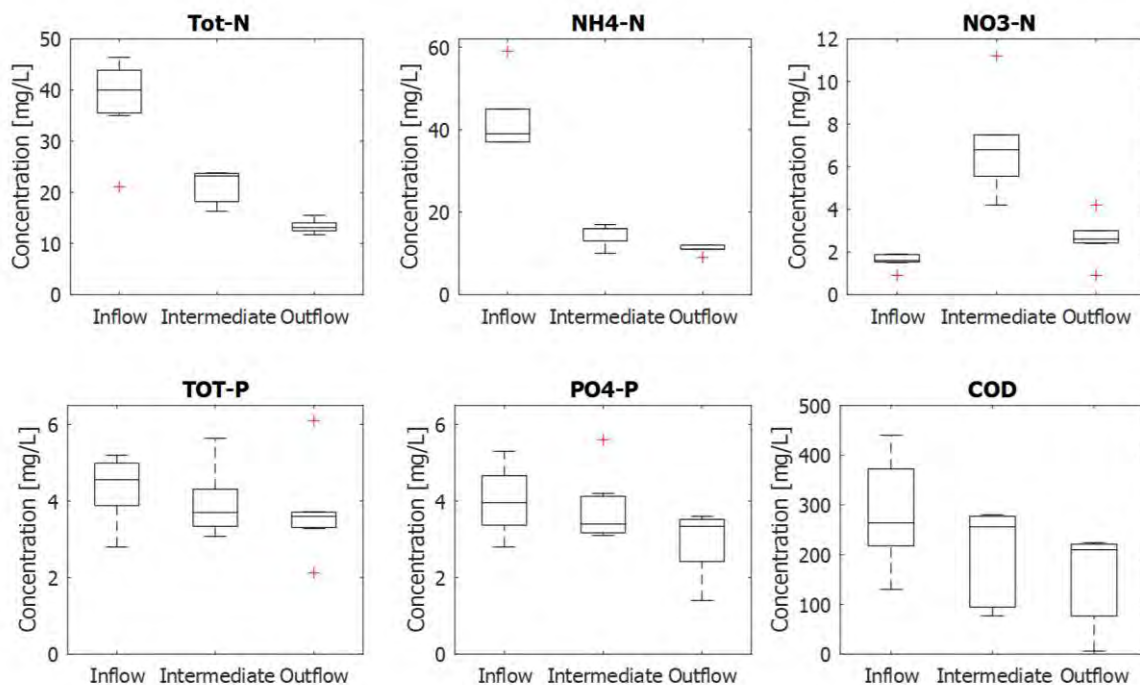 Tot-N
NH4-N
NO3-N
Concentration [mg/L]
50
40
30
20
10
0
Inflow Intermediate Outflow
Concentration [mg/L]
60
40
20
0
Inflow Intermediate Outflow
Concentration [mg/L]
12
10
8
6
4
2
0
Inflow Intermediate Outflow
TOT-P
PO4-P
COD
Concentration [mg/L]
6
4
2
0
Inflow Intermediate Outflow
Concentration [mg/L]
6
4
2
0
Inflow Intermediate Outflow
Concentration [mg/L]
500
400
300
200
100
0
Inflow Intermediate Outflow